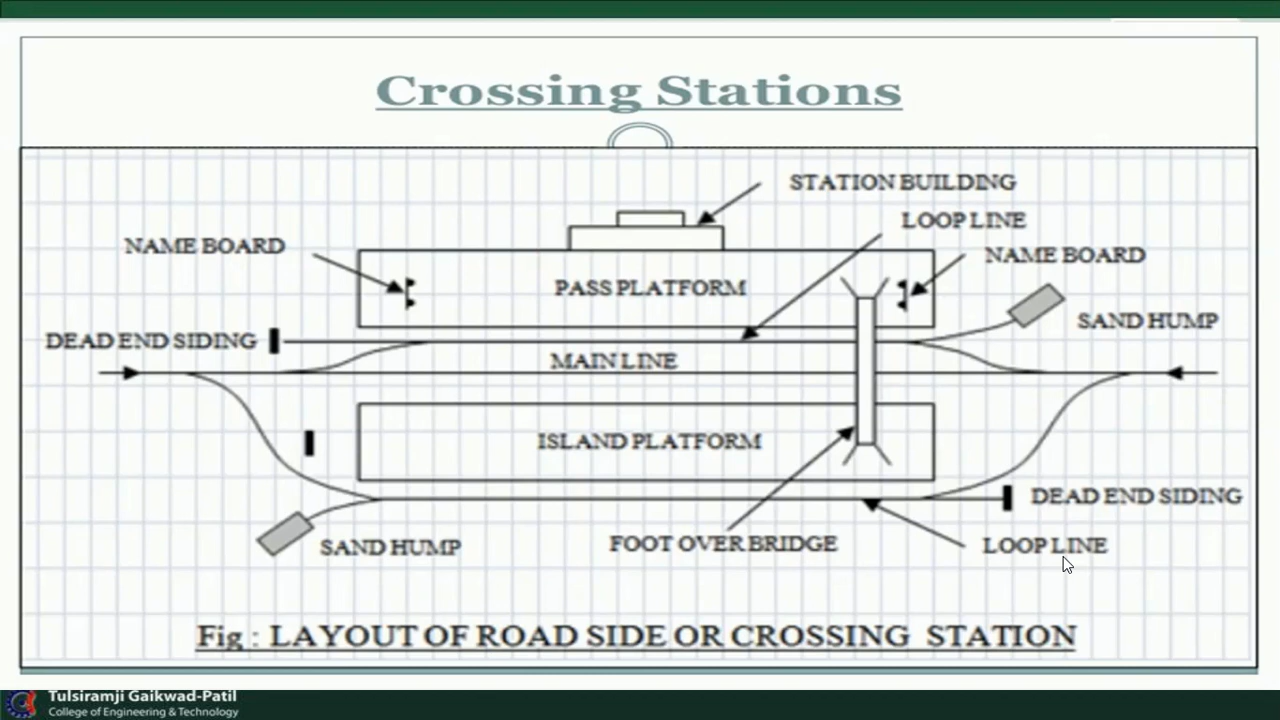 Crossing Stations
STATION BUILDING
LOOP LINE
NAME BOARD
NAME BOARD
PASS PLATFORM
SAND HUMP
DEAD END SIDING
MAIN LINE
ISLAND PLATFORM
DEAD END SIDING
SAND HUMP
FOOT OVER BRIDGE
LOOP LINE
Fig : LAYOUT OF ROAD SIDE OR CROSSING STATION
Tulsiramji Gaikwad-Patil
College of Engineering & Technology